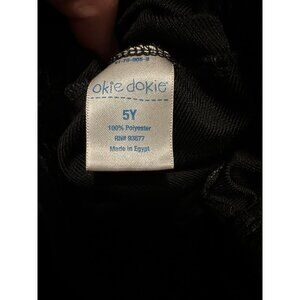 okie dokie
5Y
100% Polyester
RN# 93677
Made in Egypt